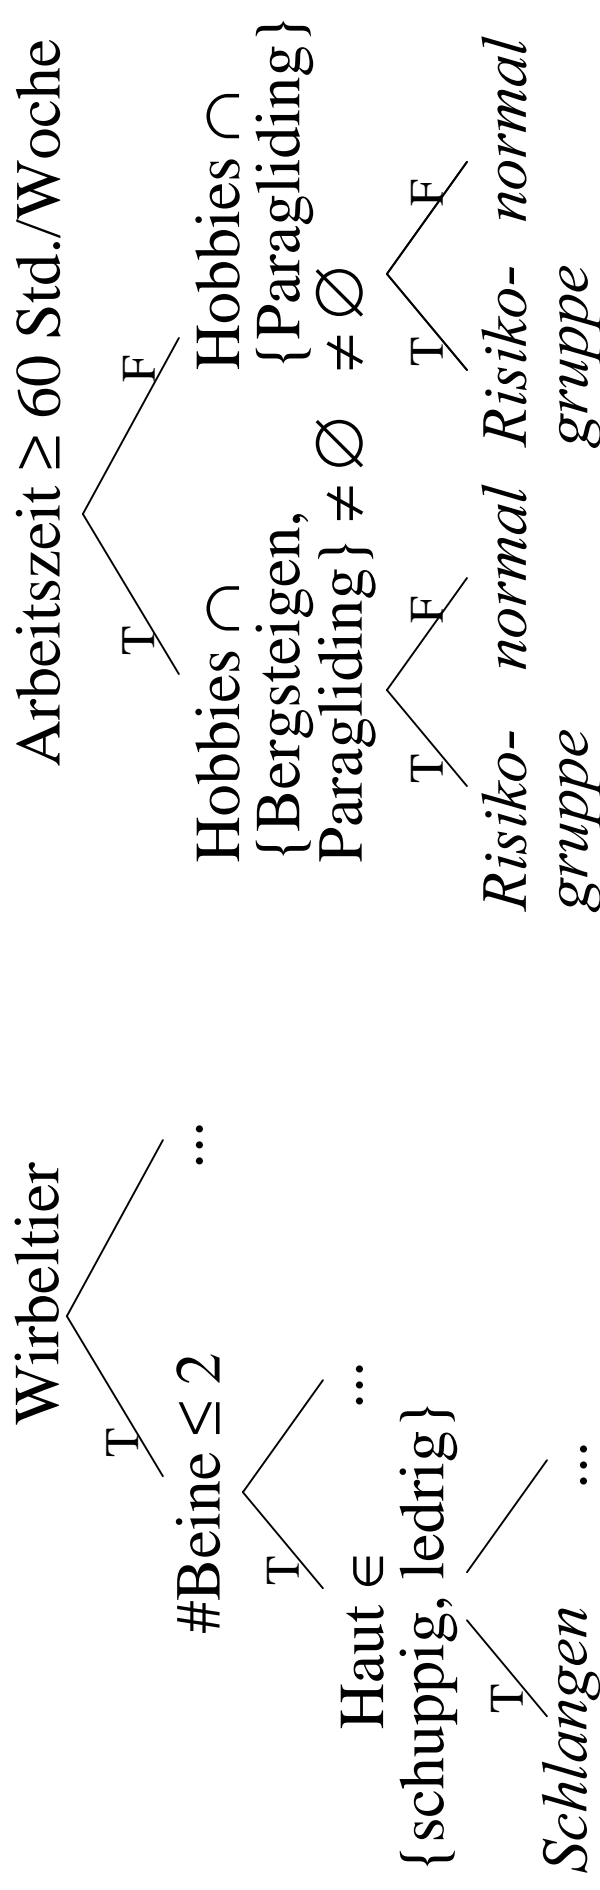 Wirbeltier
T
...
#Beine ≤ 2
T
...
Haut ∈
{schuppig, ledrig}
T
...
Schlangen
Arbeitszeit ≥ 60 Std./Woche
T
F
Hobbies ∩
{Bergsteigen,
Paragliding} ≠ ∅
T
F
Risiko-
gruppe
normal
Hobbies ∩
{Paragliding}
≠ ∅
T
F
Risiko-
gruppe
normal